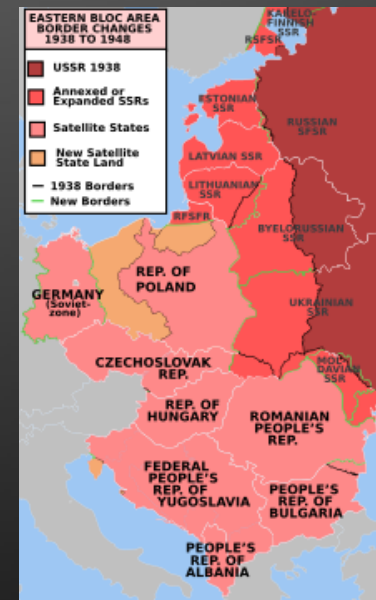 EASTERN BLOC AREA
BORDER CHANGES
1938 TO 1948
USSR 1938
Annexed or
Expanded SSRs
Satellite States
New Satellite
State Land
1938 Borders
New Borders
KARELO-
FINNISH
SSR
RSFSR
ESTONIAN
SSR
RUSSIAN
SFSR
LATVIAN SSR
LITHUANIAN
SSR
RFSFR
BYELORUSSIAN
SSR
REP. OF
POLAND
GERMANY
(Soviet-
zone)
UKRAINIAN
SSR
CZECHOSLOVAK
REP.
MOL-
DAVIAN
SSR
REP. OF
HUNGARY
ROMANIAN
PEOPLE'S
REP.
FEDERAL
PEOPLE'S
REP. OF
YUGOSLAVIA
PEOPLE'S
REP. OF
BULGARIA
PEOPLE'S
REP. OF
ALBANIA